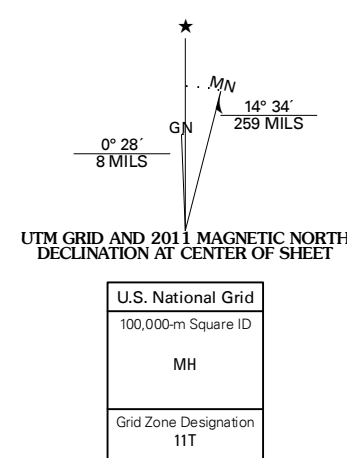 ★
MN
14° 34´
259 MILS
GN
0° 28´
8 MILS
UTM GRID AND 2011 MAGNETIC NORTH
DECLINATION AT CENTER OF SHEET
U.S. National Grid
100,000-m Square ID
MH
Grid Zone Designation
11T